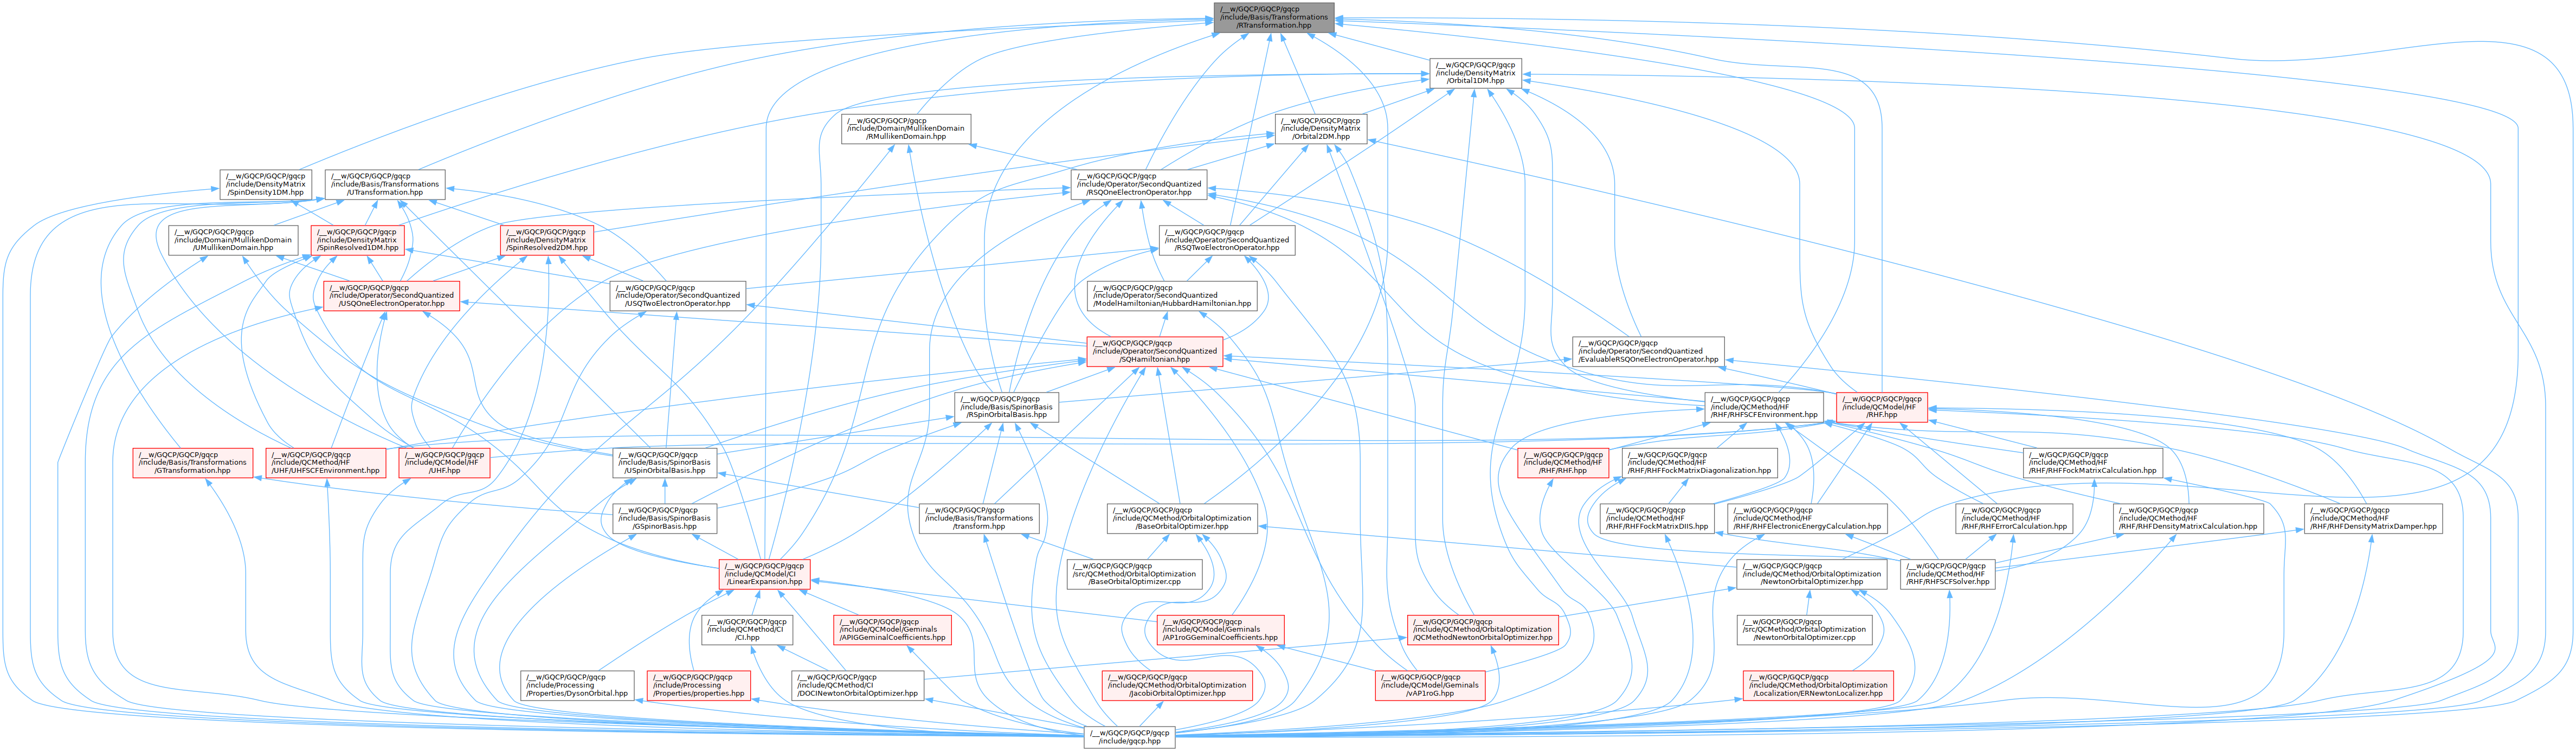 /__w/GQCP/GQCP/gqcp
/include/Basis/Transformations
/RTransformation.hpp
/__w/GQCP/GQCP/gqcp
/include/DensityMatrix
/Orbital1DM.hpp
/__w/GQCP/GQCP/gqcp
/include/Domain/MullikenDomain
/RMullikenDomain.hpp
/__w/GQCP/GQCP/gqcp
/include/DensityMatrix
/Orbital2DM.hpp
/__w/GQCP/GQCP/gqcp
/include/DensityMatrix
/SpinDensity1DM.hpp
/__w/GQCP/GQCP/gqcp
/include/Basis/Transformations
/UTransformation.hpp
/__w/GQCP/GQCP/gqcp
/include/Operator/SecondQuantized
/RSQOneElectronOperator.hpp
/__w/GQCP/GQCP/gqcp
/include/Domain/MullikenDomain
/UMullikenDomain.hpp
/__w/GQCP/GQCP/gqcp
/include/DensityMatrix
/SpinResolved1DM.hpp
/__w/GQCP/GQCP/gqcp
/include/DensityMatrix
/SpinResolved2DM.hpp
/__w/GQCP/GQCP/gqcp
/include/Operator/SecondQuantized
/RSQTwoElectronOperator.hpp
/__w/GQCP/GQCP/gqcp
/include/Operator/SecondQuantized
/USQOneElectronOperator.hpp
/__w/GQCP/GQCP/gqcp
/include/Operator/SecondQuantized
/USQTwoElectronOperator.hpp
/__w/GQCP/GQCP/gqcp
/include/Operator/SecondQuantized
/ModelHamiltonian/HubbardHamiltonian.hpp
/__w/GQCP/GQCP/gqcp
/include/Operator/SecondQuantized
/SQHamiltonian.hpp
/__w/GQCP/GQCP/gqcp
/include/Operator/SecondQuantized
/EvaluableRSQOneElectronOperator.hpp
/__w/GQCP/GQCP/gqcp
/include/Basis/SpinorBasis
/RSpinOrbitalBasis.hpp
/__w/GQCP/GQCP/gqcp
/include/QCMethod/HF
/RHF/RHFSCFEnvironment.hpp
/__w/GQCP/GQCP/gqcp
/include/QCModel/HF
/RHF.hpp
/__w/GQCP/GQCP/gqcp
/include/Basis/Transformations
/GTransformation.hpp
/__w/GQCP/GQCP/gqcp
/include/QCMethod/HF
/UHF/UHFSCFEnvironment.hpp
/__w/GQCP/GQCP/gqcp
/include/QCModel/HF
/UHF.hpp
/__w/GQCP/GQCP/gqcp
/include/Basis/SpinorBasis
/USpinOrbitalBasis.hpp
/__w/GQCP/GQCP/gqcp
/include/QCMethod/HF
/RHF/RHF.hpp
/__w/GQCP/GQCP/gqcp
/include/QCMethod/HF
/RHF/RHFFockMatrixDiagonalization.hpp
/__w/GQCP/GQCP/gqcp
/include/QCMethod/HF
/RHF/RHFFockMatrixCalculation.hpp
/__w/GQCP/GQCP/gqcp
/include/Basis/SpinorBasis
/GSpinorBasis.hpp
/__w/GQCP/GQCP/gqcp
/include/Basis/Transformations
/transform.hpp
/__w/GQCP/GQCP/gqcp
/include/QCMethod/OrbitalOptimization
/BaseOrbitalOptimizer.hpp
/__w/GQCP/GQCP/gqcp
/include/QCMethod/HF
/RHF/RHFFockMatrixDIIS.hpp
/__w/GQCP/GQCP/gqcp
/include/QCMethod/HF
/RHF/RHFElectronicEnergyCalculation.hpp
/__w/GQCP/GQCP/gqcp
/include/QCMethod/HF
/RHF/RHFErrorCalculation.hpp
/__w/GQCP/GQCP/gqcp
/include/QCMethod/HF
/RHF/RHFDensityMatrixCalculation.hpp
/__w/GQCP/GQCP/gqcp
/include/QCMethod/HF
/RHF/RHFDensityMatrixDamper.hpp
/__w/GQCP/GQCP/gqcp
/include/QCModel/CI
/LinearExpansion.hpp
/__w/GQCP/GQCP/gqcp
/src/QCMethod/OrbitalOptimization
/BaseOrbitalOptimizer.cpp
/__w/GQCP/GQCP/gqcp
/include/QCMethod/OrbitalOptimization
/NewtonOrbitalOptimizer.hpp
/__w/GQCP/GQCP/gqcp
/include/QCMethod/HF
/RHF/RHFSCFSolver.hpp
/__w/GQCP/GQCP/gqcp
/include/QCMethod/CI
/CI.hpp
/__w/GQCP/GQCP/gqcp
/include/QCModel/Geminals
/APIGGeminalCoefficients.hpp
/__w/GQCP/GQCP/gqcp
/include/QCModel/Geminals
/AP1roGGeminalCoefficients.hpp
/__w/GQCP/GQCP/gqcp
/include/QCMethod/OrbitalOptimization
/QCMethodNewtonOrbitalOptimizer.hpp
/__w/GQCP/GQCP/gqcp
/src/QCMethod/OrbitalOptimization
/NewtonOrbitalOptimizer.cpp
/__w/GQCP/GQCP/gqcp
/include/Processing
/Properties/DysonOrbital.hpp
/__w/GQCP/GQCP/gqcp
/include/Processing
/Properties/properties.hpp
/__w/GQCP/GQCP/gqcp
/include/QCMethod/CI
/DOCINewtonOrbitalOptimizer.hpp
/__w/GQCP/GQCP/gqcp
/include/QCMethod/OrbitalOptimization
/JacobiOrbitalOptimizer.hpp
/__w/GQCP/GQCP/gqcp
/include/QCModel/Geminals
/vAP1roG.hpp
/__w/GQCP/GQCP/gqcp
/include/QCMethod/OrbitalOptimization
/Localization/ERNewtonLocalizer.hpp
/__w/GQCP/GQCP/gqcp
/include/gqcp.hpp